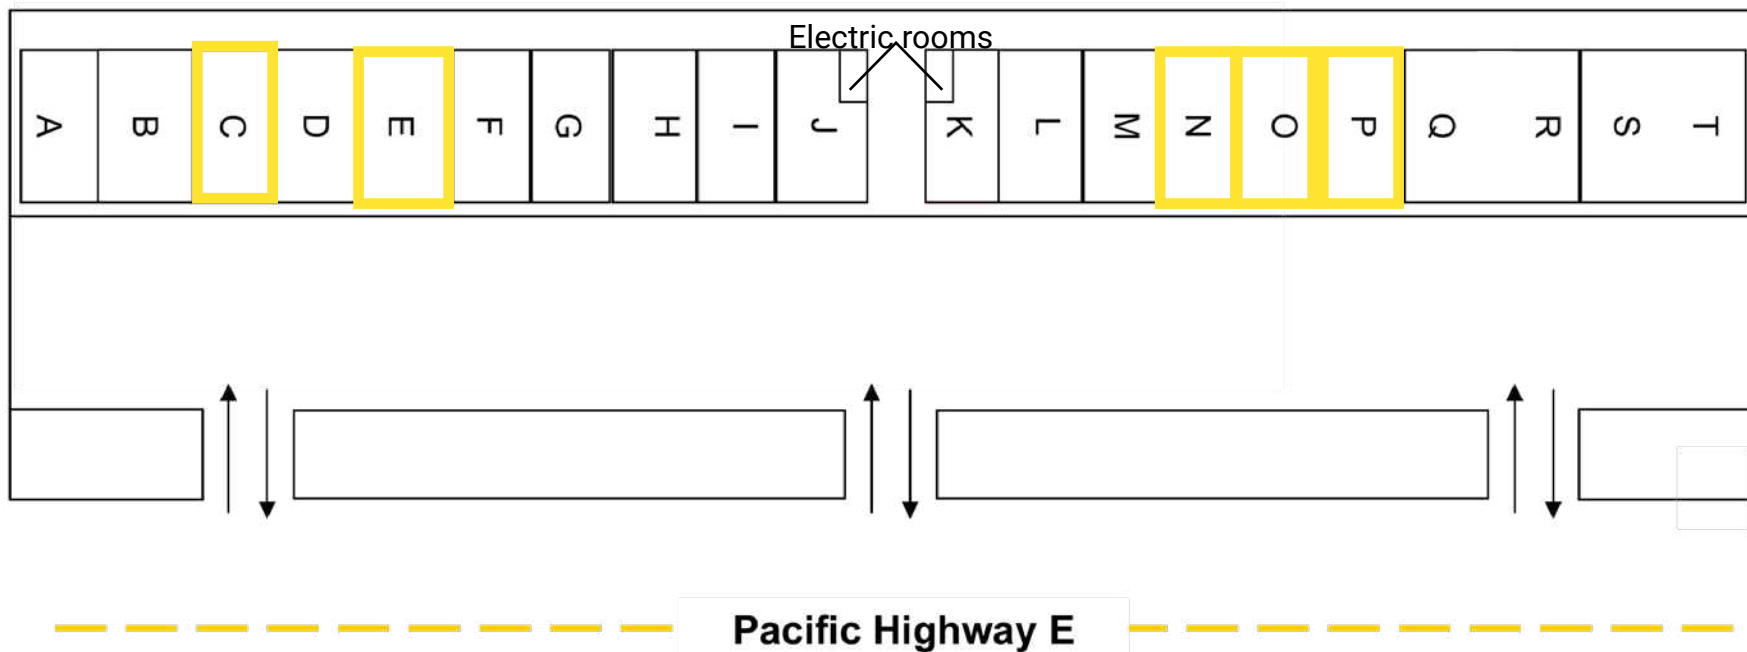 Electric rooms
A B C D E F G H I J K L M N O P Q R S T
Pacific Highway E